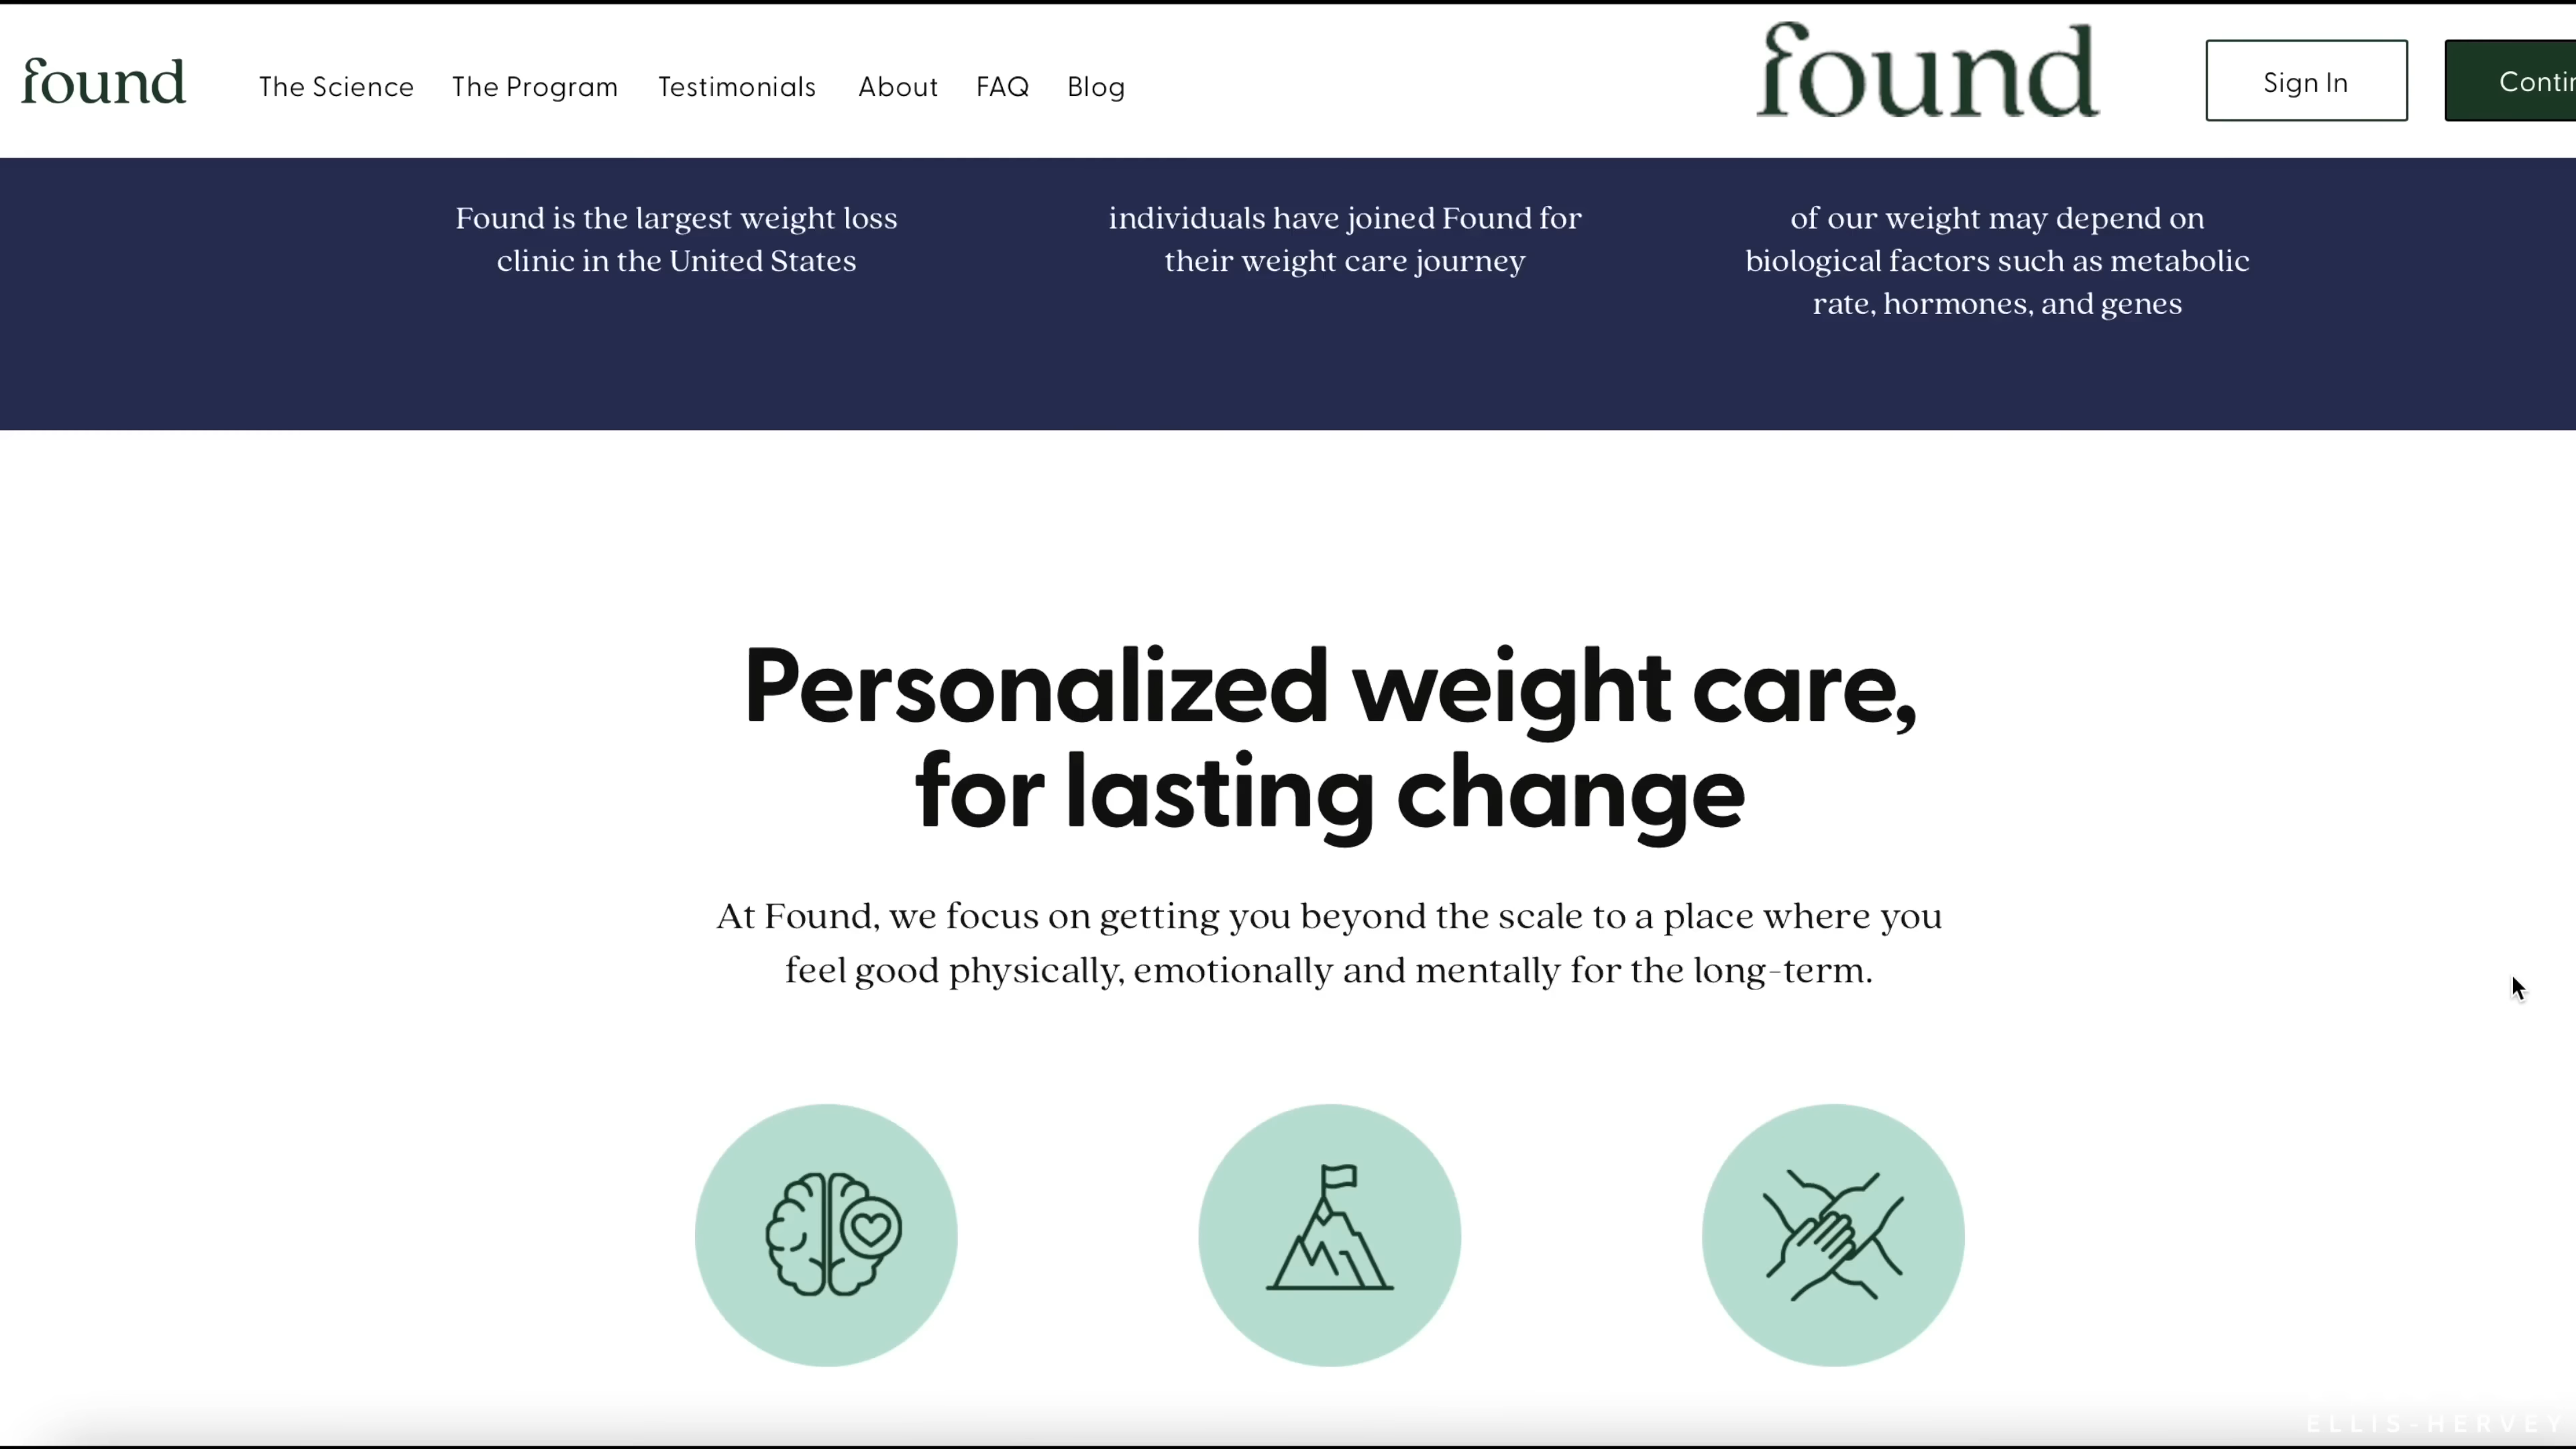 found
The Science
The Program
Testimonials
About
FAQ
Blog
found
Sign In
Contin
Found is the largest weight loss
clinic in the United States
individuals have joined Found for
their weight care journey
of our weight may depend on
biological factors such as metabolic
rate, hormones, and genes
Personalized weight care,
for lasting change
At Found, we focus on getting you beyond the scale to a place where you
feel good physically, emotionally and mentally for the long-term.
ELLIS-HERVEY